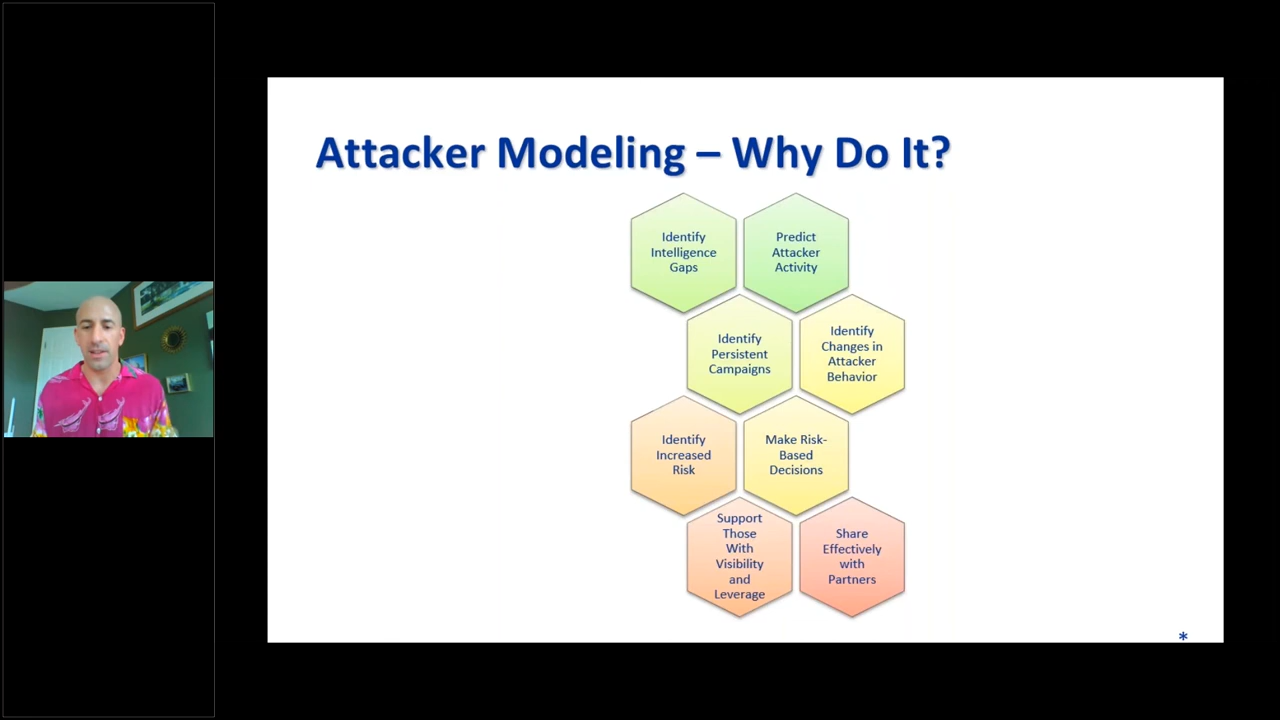 Attacker Modeling – Why Do It?
Identify
Intelligence
Gaps
Predict
Attacker
Activity
Identify
Persistent
Campaigns
Identify
Changes in
Attacker
Behavior
Identify
Increased
Risk
Make Risk-
Based
Decisions
Support
Those
With
Visibility
and
Leverage
Share
Effectively
with
Partners
*